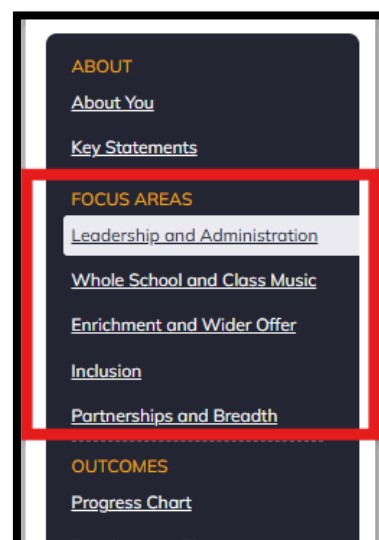 ABOUT
About You
Key Statements
FOCUS AREAS
Leadership and Administration
Whole School and Class Music
Enrichment and Wider Offer
Inclusion
Partnerships and Breadth
OUTCOMES
Progress Chart